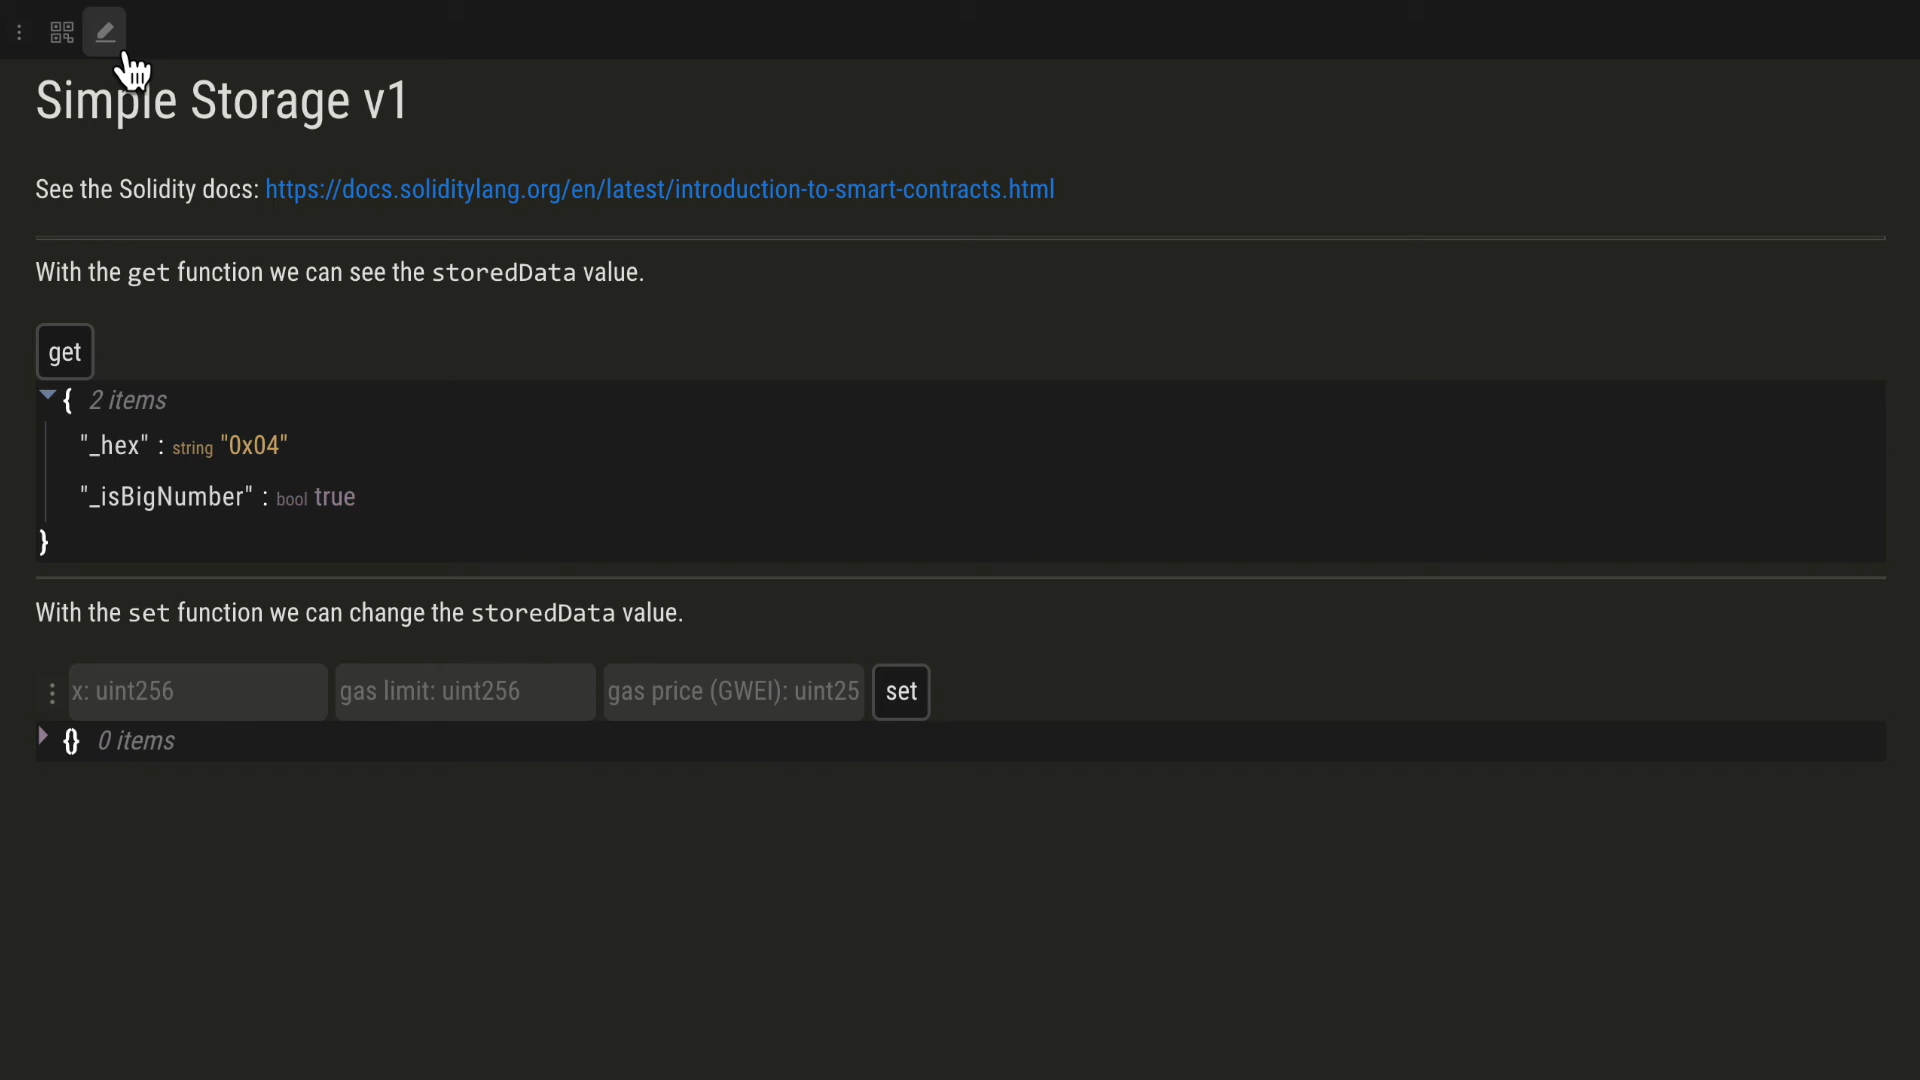 Simple Storage v1
See the Solidity docs: https://docs.soliditylang.org/en/latest/introduction-to-smart-contracts.html
With the get function we can see the storedData value.
get
{ 2 items
"_hex" : string "0x04"
"_isBigNumber" : bool true
}
With the set function we can change the storedData value.
x: uint256 gas limit: uint256 gas price (GWEI): uint25 set
{} 0 items